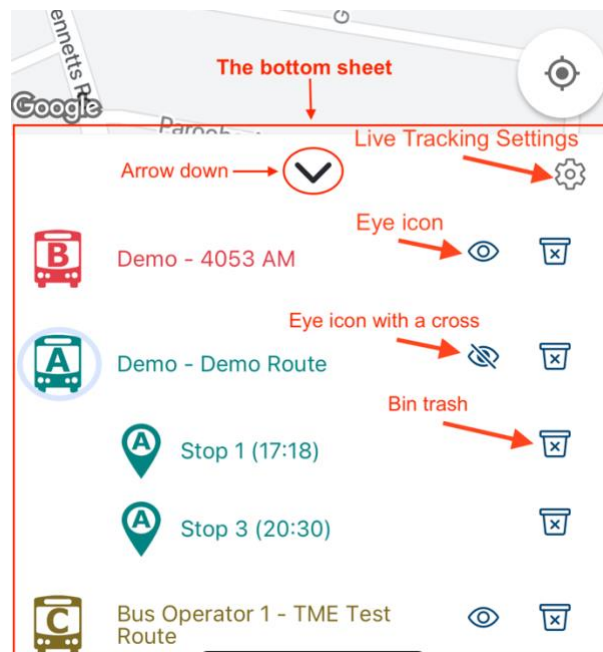 G
ennetts R
The bottom sheet
Google
Live Tracking Settings
Arrow down
Eye icon
B
Demo - 4053 AM
Eye icon with a cross
A
Demo - Demo Route
Bin trash
A
Stop 1 (17:18)
A
Stop 3 (20:30)
C
Bus Operator 1 - TME Test
Route